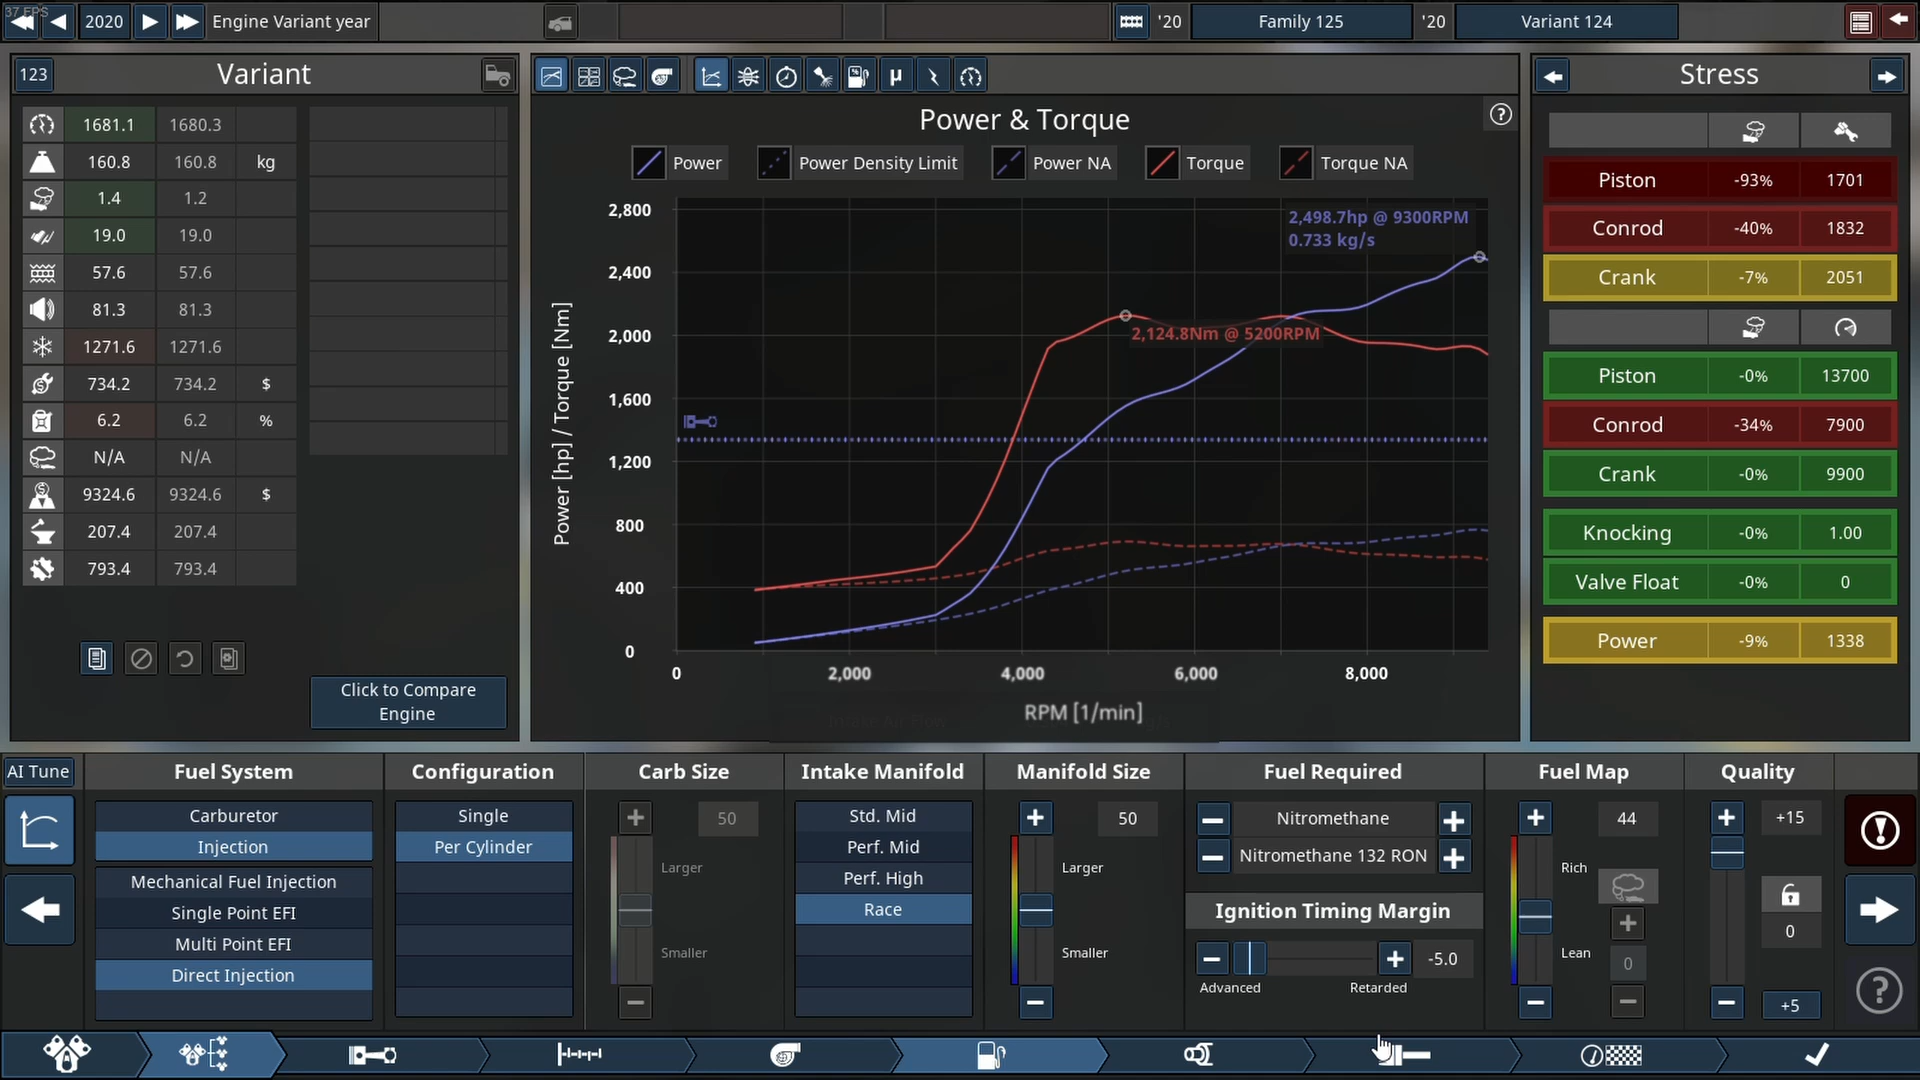 37 FPS
2020
Engine Variant year
'20
Family 125
'20
Variant 124
123
Variant
1681.1 1680.3
160.8 160.8 kg
1.4 1.2
19.0 19.0
57.6 57.6
81.3 81.3
1271.6 1271.6
734.2 734.2 $
6.2 6.2 %
N/A N/A
9324.6 9324.6 $
207.4 207.4
793.4 793.4
Click to Compare
Engine
Power & Torque
?
Power
Power Density Limit
Power NA
Torque
Torque NA
2,498.7hp @ 9300RPM
0.733 kg/s
2,124.8Nm @ 5200RPM
Power [hp] / Torque [Nm]
2,800
2,400
2,000
1,600
1,200
800
400
0
0 2,000 4,000 6,000 8,000
RPM [1/min]
Stress
Piston -93% 1701
Conrod -40% 1832
Crank -7% 2051
Piston -0% 13700
Conrod -34% 7900
Crank -0% 9900
Knocking -0% 1.00
Valve Float -0% 0
Power -9% 1338
AI Tune
Fuel System
Carburetor
Injection
Mechanical Fuel Injection
Single Point EFI
Multi Point EFI
Direct Injection
Configuration
Single
Per Cylinder
Carb Size
50
Larger
Smaller
Intake Manifold
Std. Mid
Perf. Mid
Perf. High
Race
Manifold Size
50
Larger
Smaller
Fuel Required
Nitromethane
Nitromethane 132 RON
Ignition Timing Margin
-5.0
Advanced Retarded
Fuel Map
44
Rich
Lean
0
Quality
+15
0
+5
?